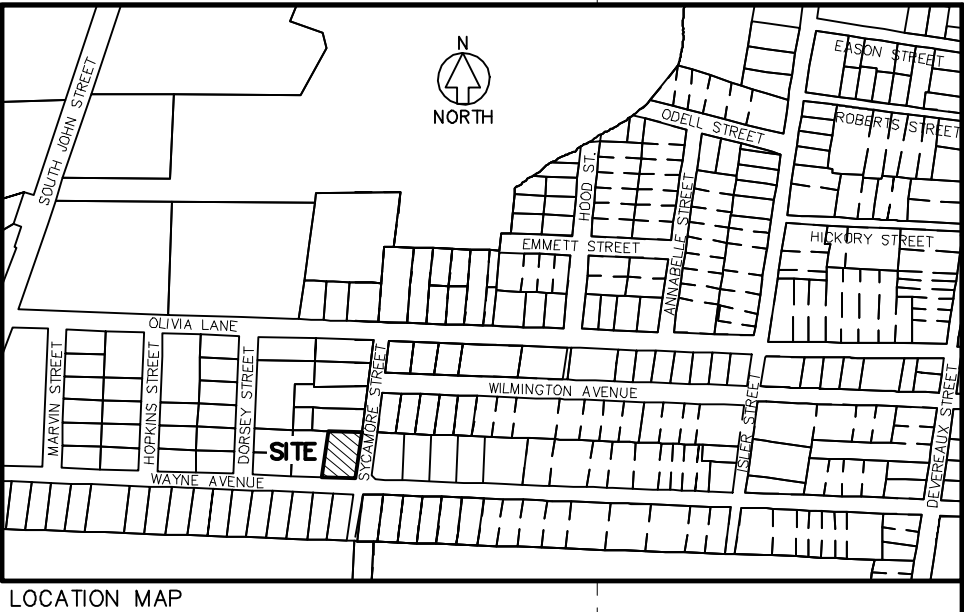 EASON STREET
N
NORTH
SOUTH JOHN STREET
ODELL STREET
ROBERTS STREET
HOOD ST.
ANNABELLE STREET
EMMETT STREET
HICKORY STREET
OLIVIA LANE
MARVIN STREET
HOPKINS STREET
DORSEY STREET
SYCAMORE STREET
WILMINGTON AVENUE
ISLER STREET
DEVEREAUX STREET
SITE
WAYNE AVENUE
LOCATION MAP